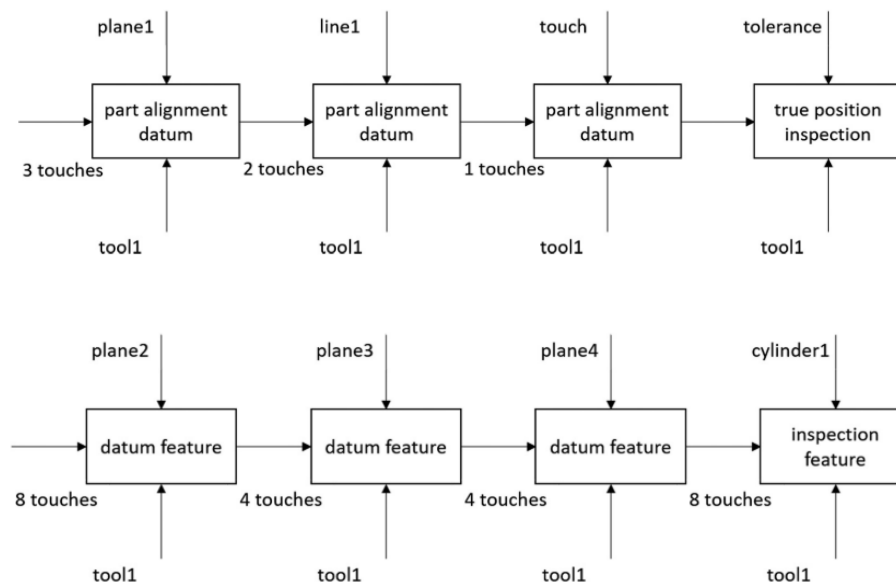 plane1 line1 touch tolerance
part alignment part alignment part alignment true position
datum datum datum inspection
3 touches 2 touches 1 touches
tool1 tool1 tool1 tool1
plane2 plane3 plane4 cylinder1
datum feature datum feature datum feature inspection
feature
8 touches 4 touches 4 touches 8 touches
tool1 tool1 tool1 tool1